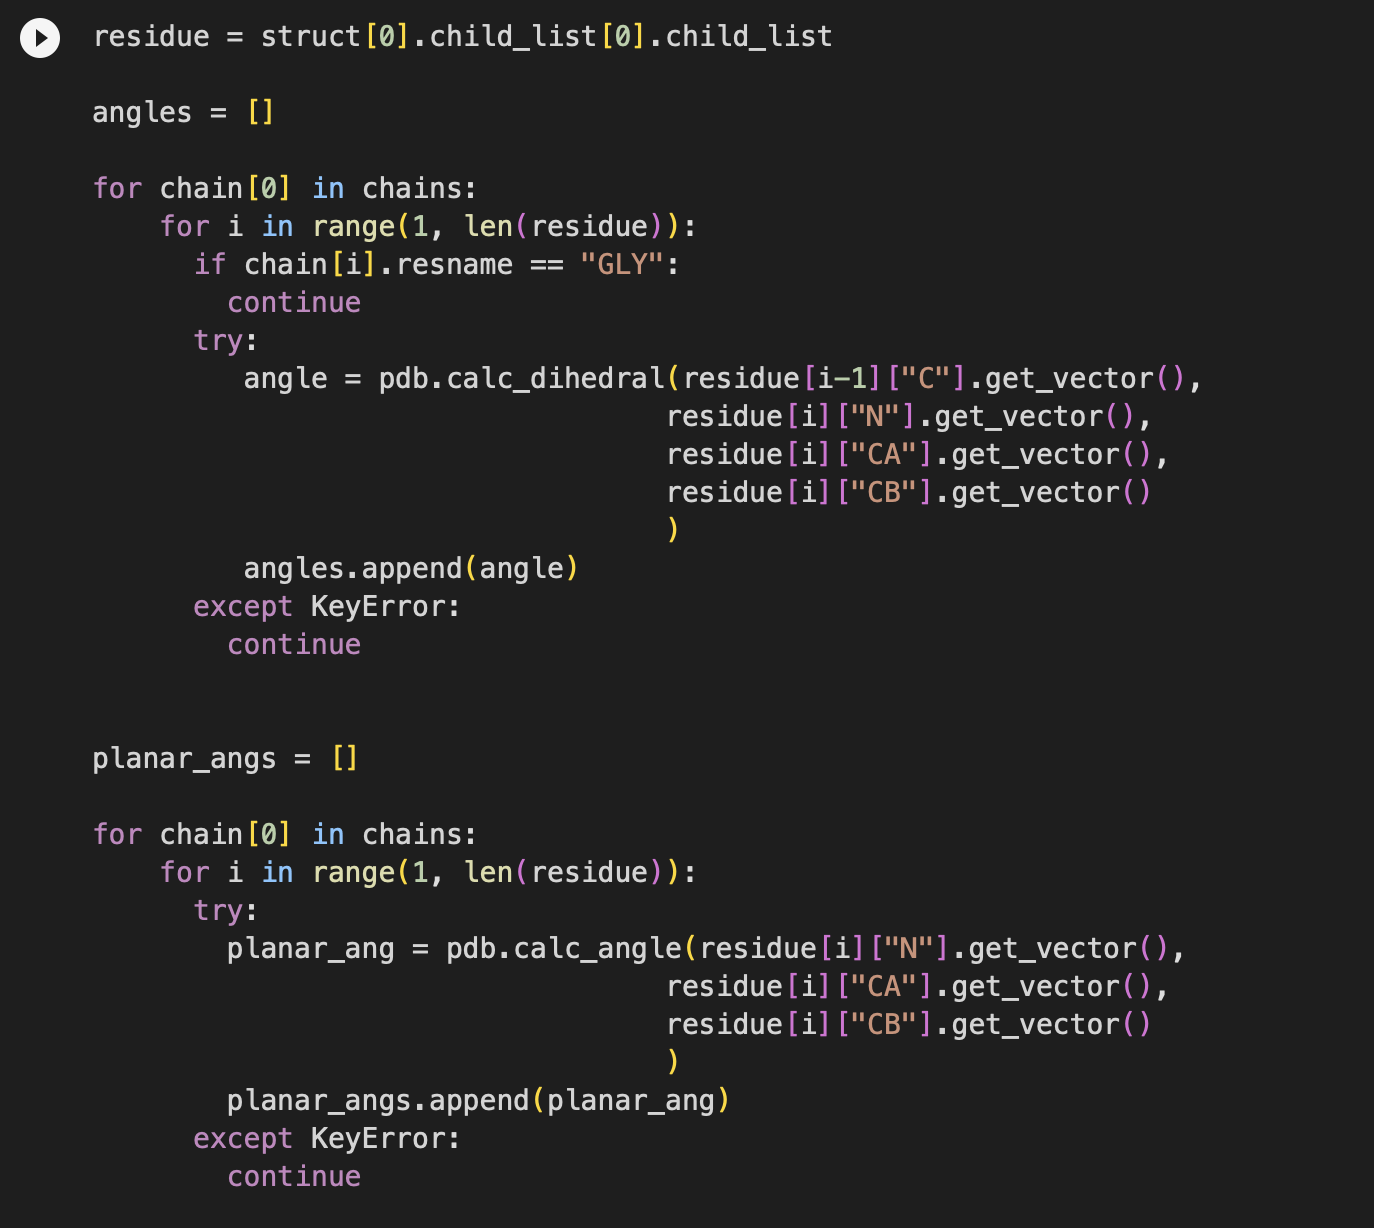 residue = struct[0].child_list[0].child_list

angles = []

for chain[0] in chains:
    for i in range(1, len(residue)):
      if chain[i].resname == "GLY":
        continue
      try:
         angle = pdb.calc_dihedral(residue[i-1]["C"].get_vector(),
                                  residue[i]["N"].get_vector(),
                                  residue[i]["CA"].get_vector(),
                                  residue[i]["CB"].get_vector()
                                  )
         angles.append(angle)
      except KeyError:
        continue


planar_angs = []

for chain[0] in chains:
    for i in range(1, len(residue)):
      try:
        planar_ang = pdb.calc_angle(residue[i]["N"].get_vector(),
                                  residue[i]["CA"].get_vector(),
                                  residue[i]["CB"].get_vector()
                                  )
        planar_angs.append(planar_ang)
      except KeyError:
        continue